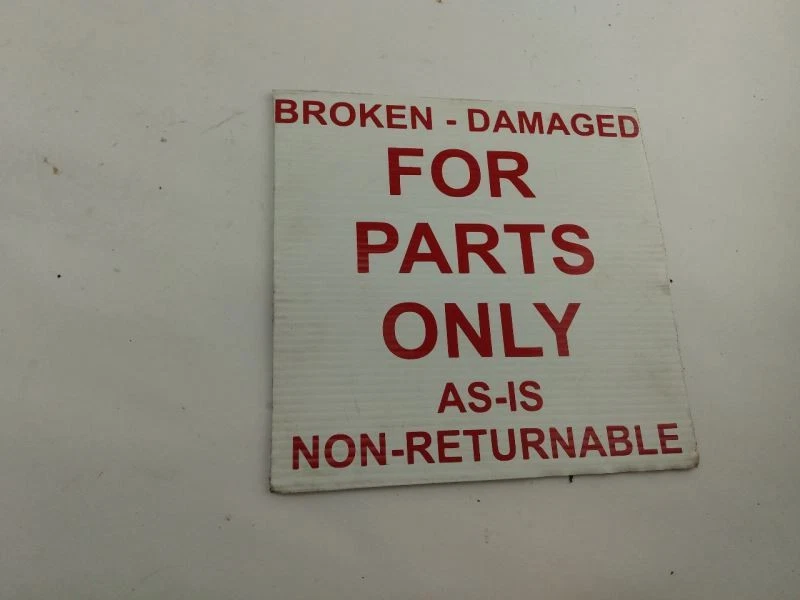 BROKEN - DAMAGED
FOR
PARTS
ONLY
AS-IS
NON-RETURNABLE